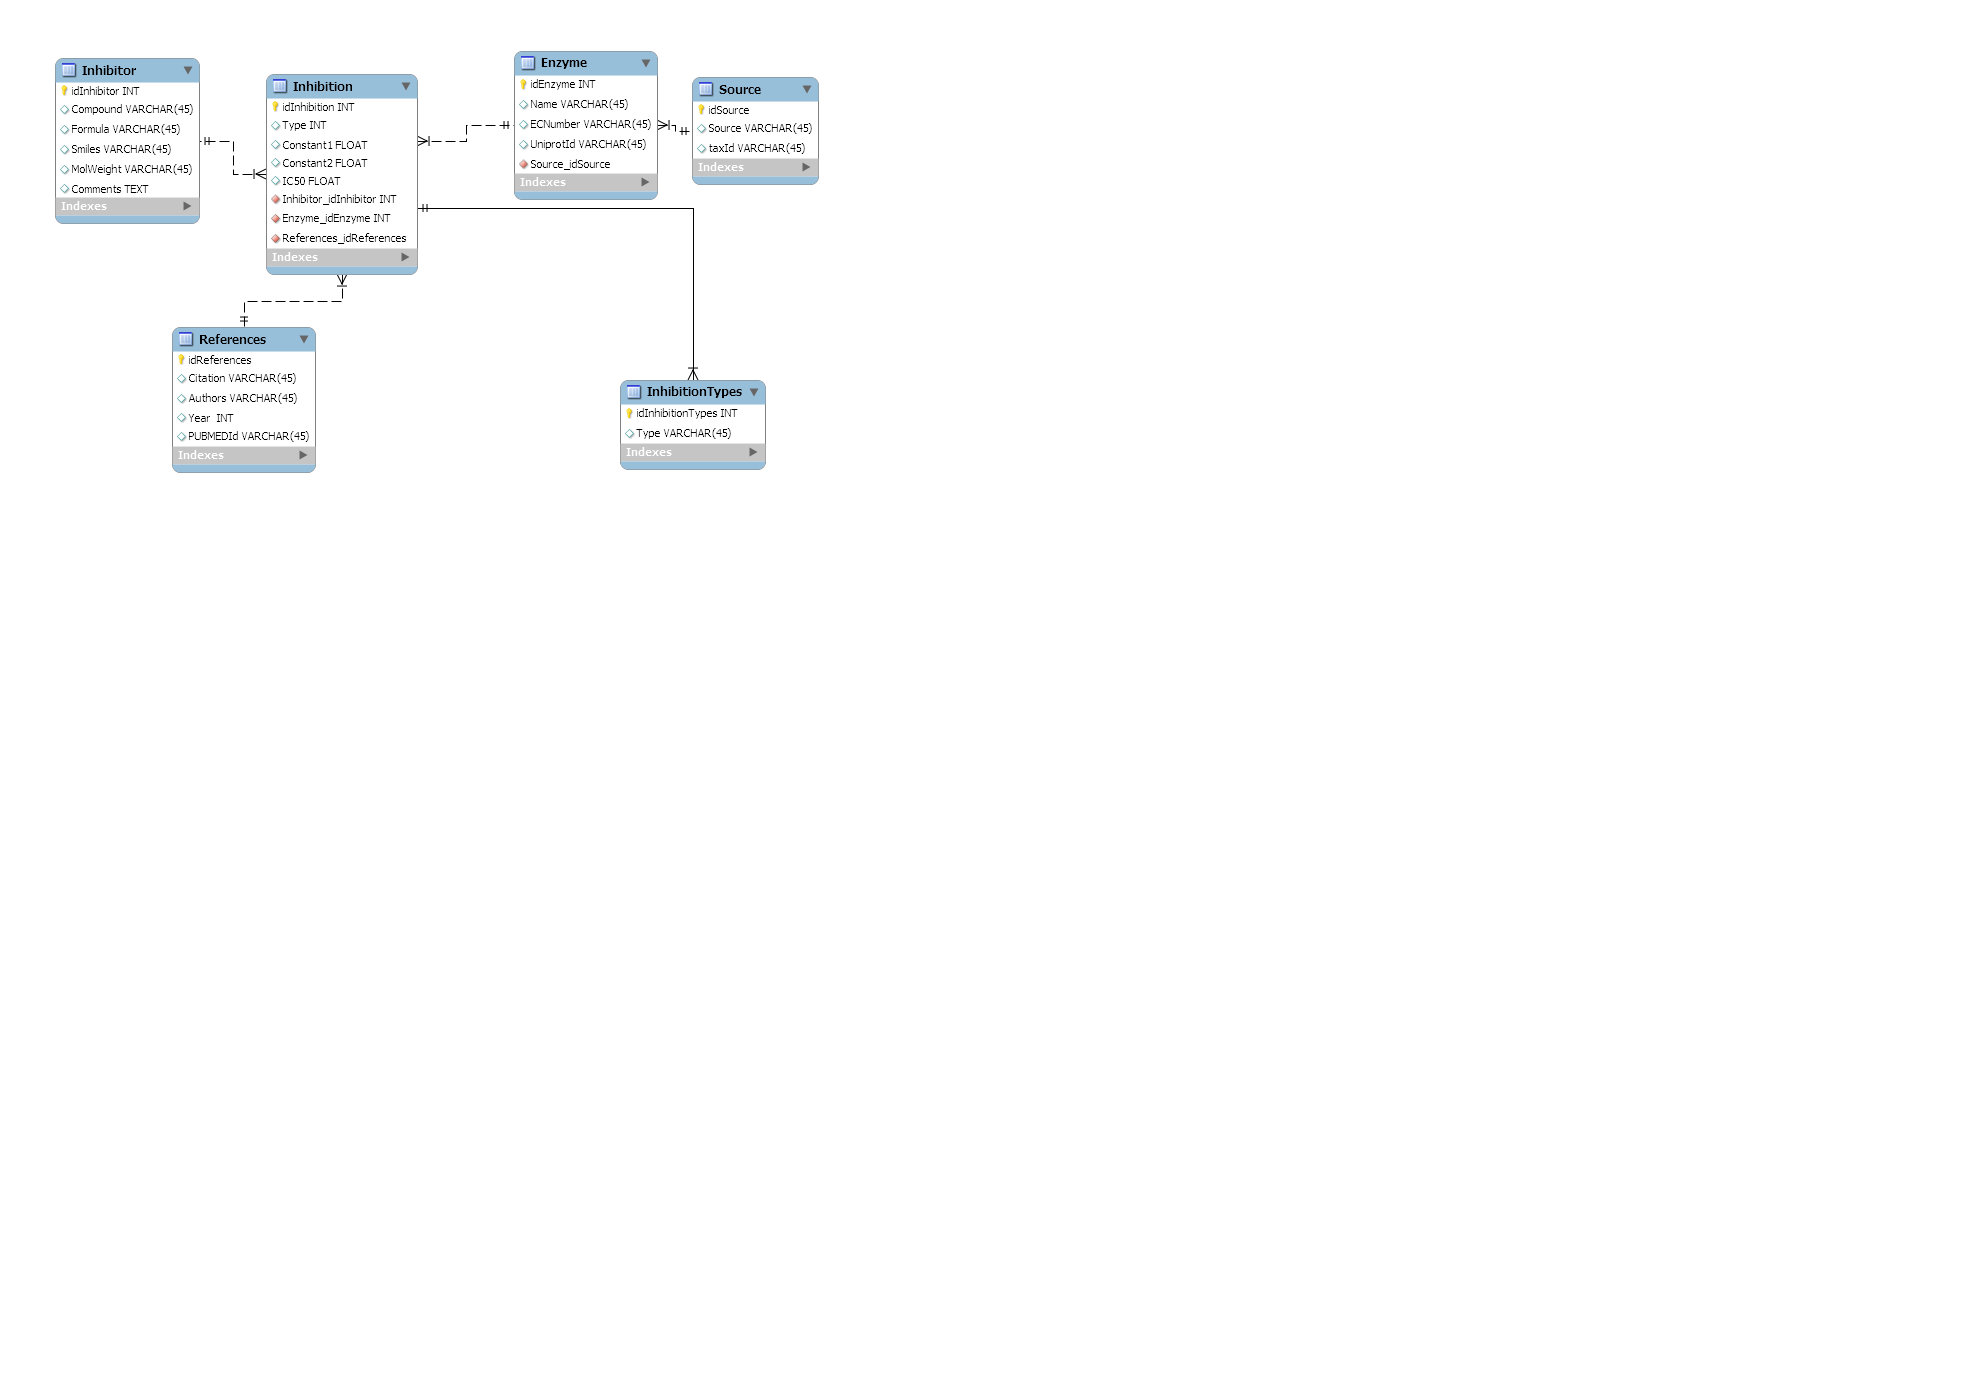 Inhibitor
idInhibitor INT
Compound VARCHAR(45)
Formula VARCHAR(45)
Smiles VARCHAR(45)
MolWeight VARCHAR(45)
Comments TEXT
Indexes
Inhibition
idInhibition INT
Type INT
Constant1 FLOAT
Constant2 FLOAT
IC50 FLOAT
Inhibitor_idInhibitor INT
Enzyme_idEnzyme INT
References_idReferences
Indexes
Enzyme
idEnzyme INT
Name VARCHAR(45)
ECNumber VARCHAR(45)
UniprotId VARCHAR(45)
Source_idSource
Indexes
Source
idSource
Source VARCHAR(45)
taxId VARCHAR(45)
Indexes
References
idReferences
Citation VARCHAR(45)
Authors VARCHAR(45)
Year INT
PUBMEDId VARCHAR(45)
Indexes
InhibitionTypes
idInhibitionTypes INT
Type VARCHAR(45)
Indexes